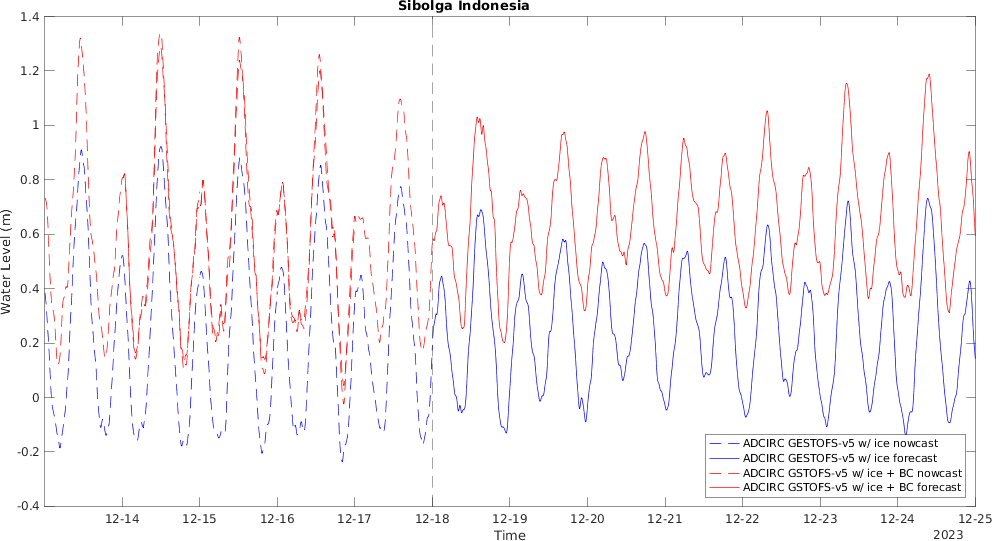 Sibolga Indonesia
1.4
1.2
1
0.8
0.6
0.4
0.2
0
-0.2
-0.4
Water Level (m)
ADCIRC GESTOFS-v5 w/ ice nowcast
ADCIRC GESTOFS-v5 w/ ice forecast
ADCIRC GSTOFS-v5 w/ ice + BC nowcast
ADCIRC GSTOFS-v5 w/ ice + BC forecast
12-14 12-15 12-16 12-17 12-18 12-19 12-20 12-21 12-22 12-23 12-24 12-25
Time
2023